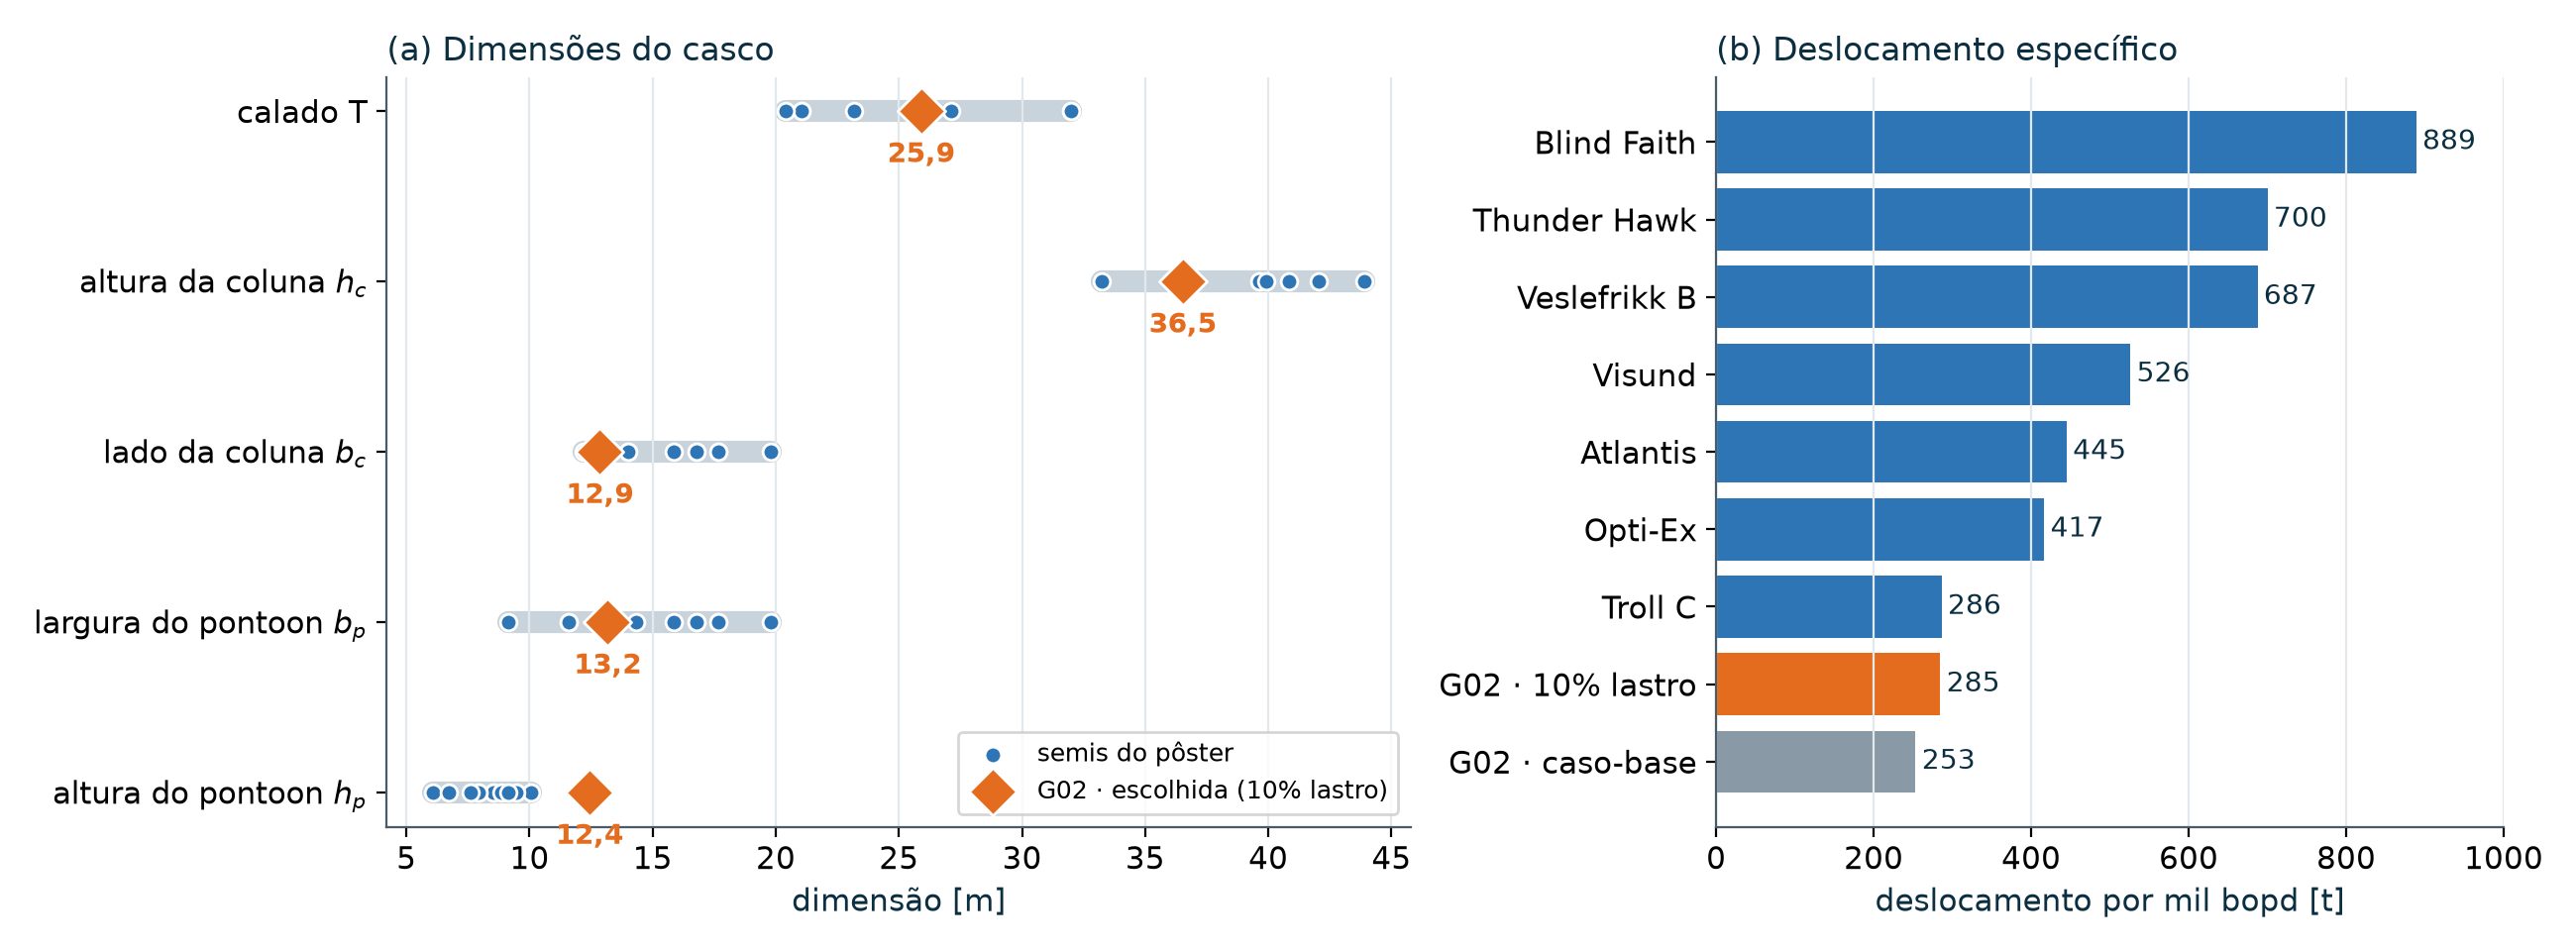 (a) Dimensões do casco
calado T
25,9
altura da coluna h_c
36,5
lado da coluna b_c
12,9
largura do pontoon b_p
13,2
altura do pontoon h_p
12,4
semis do pôster
G02 · escolhida (10% lastro)
5 10 15 20 25 30 35 40 45
dimensão [m]
(b) Deslocamento específico
Blind Faith 889
Thunder Hawk 700
Veslefrikk B 687
Visund 526
Atlantis 445
Opti-Ex 417
Troll C 286
G02 · 10% lastro 285
G02 · caso-base 253
0 200 400 600 800 1000
deslocamento por mil bopd [t]